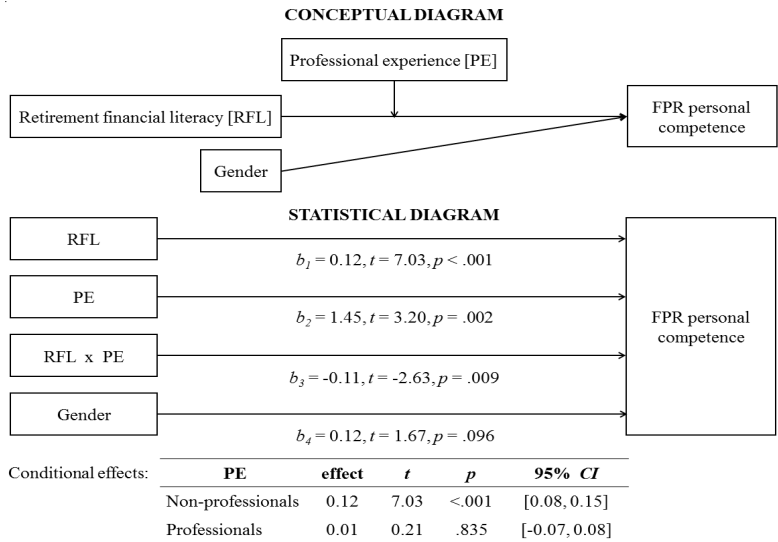 CONCEPTUAL DIAGRAM
Professional experience [PE]
Retirement financial literacy [RFL]
FPR personal
competence
Gender
STATISTICAL DIAGRAM
RFL
b1 = 0.12, t = 7.03, p < .001
PE
b2 = 1.45, t = 3.20, p = .002
FPR personal
competence
RFL x PE
b3 = -0.11, t = -2.63, p = .009
Gender
b4 = 0.12, t = 1.67, p = .096
Conditional effects:
PE effect t p 95% CI
Non-professionals 0.12 7.03 <.001 [0.08, 0.15]
Professionals 0.01 0.21 .835 [-0.07, 0.08]